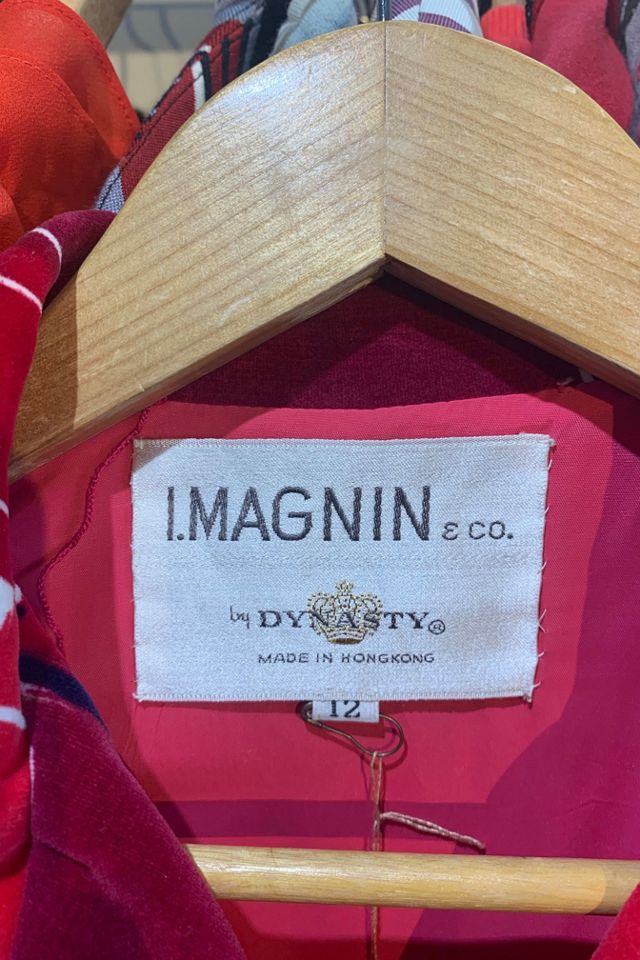 I.MAGNIN & CO.
by DYNASTY®
MADE IN HONGKONG
12